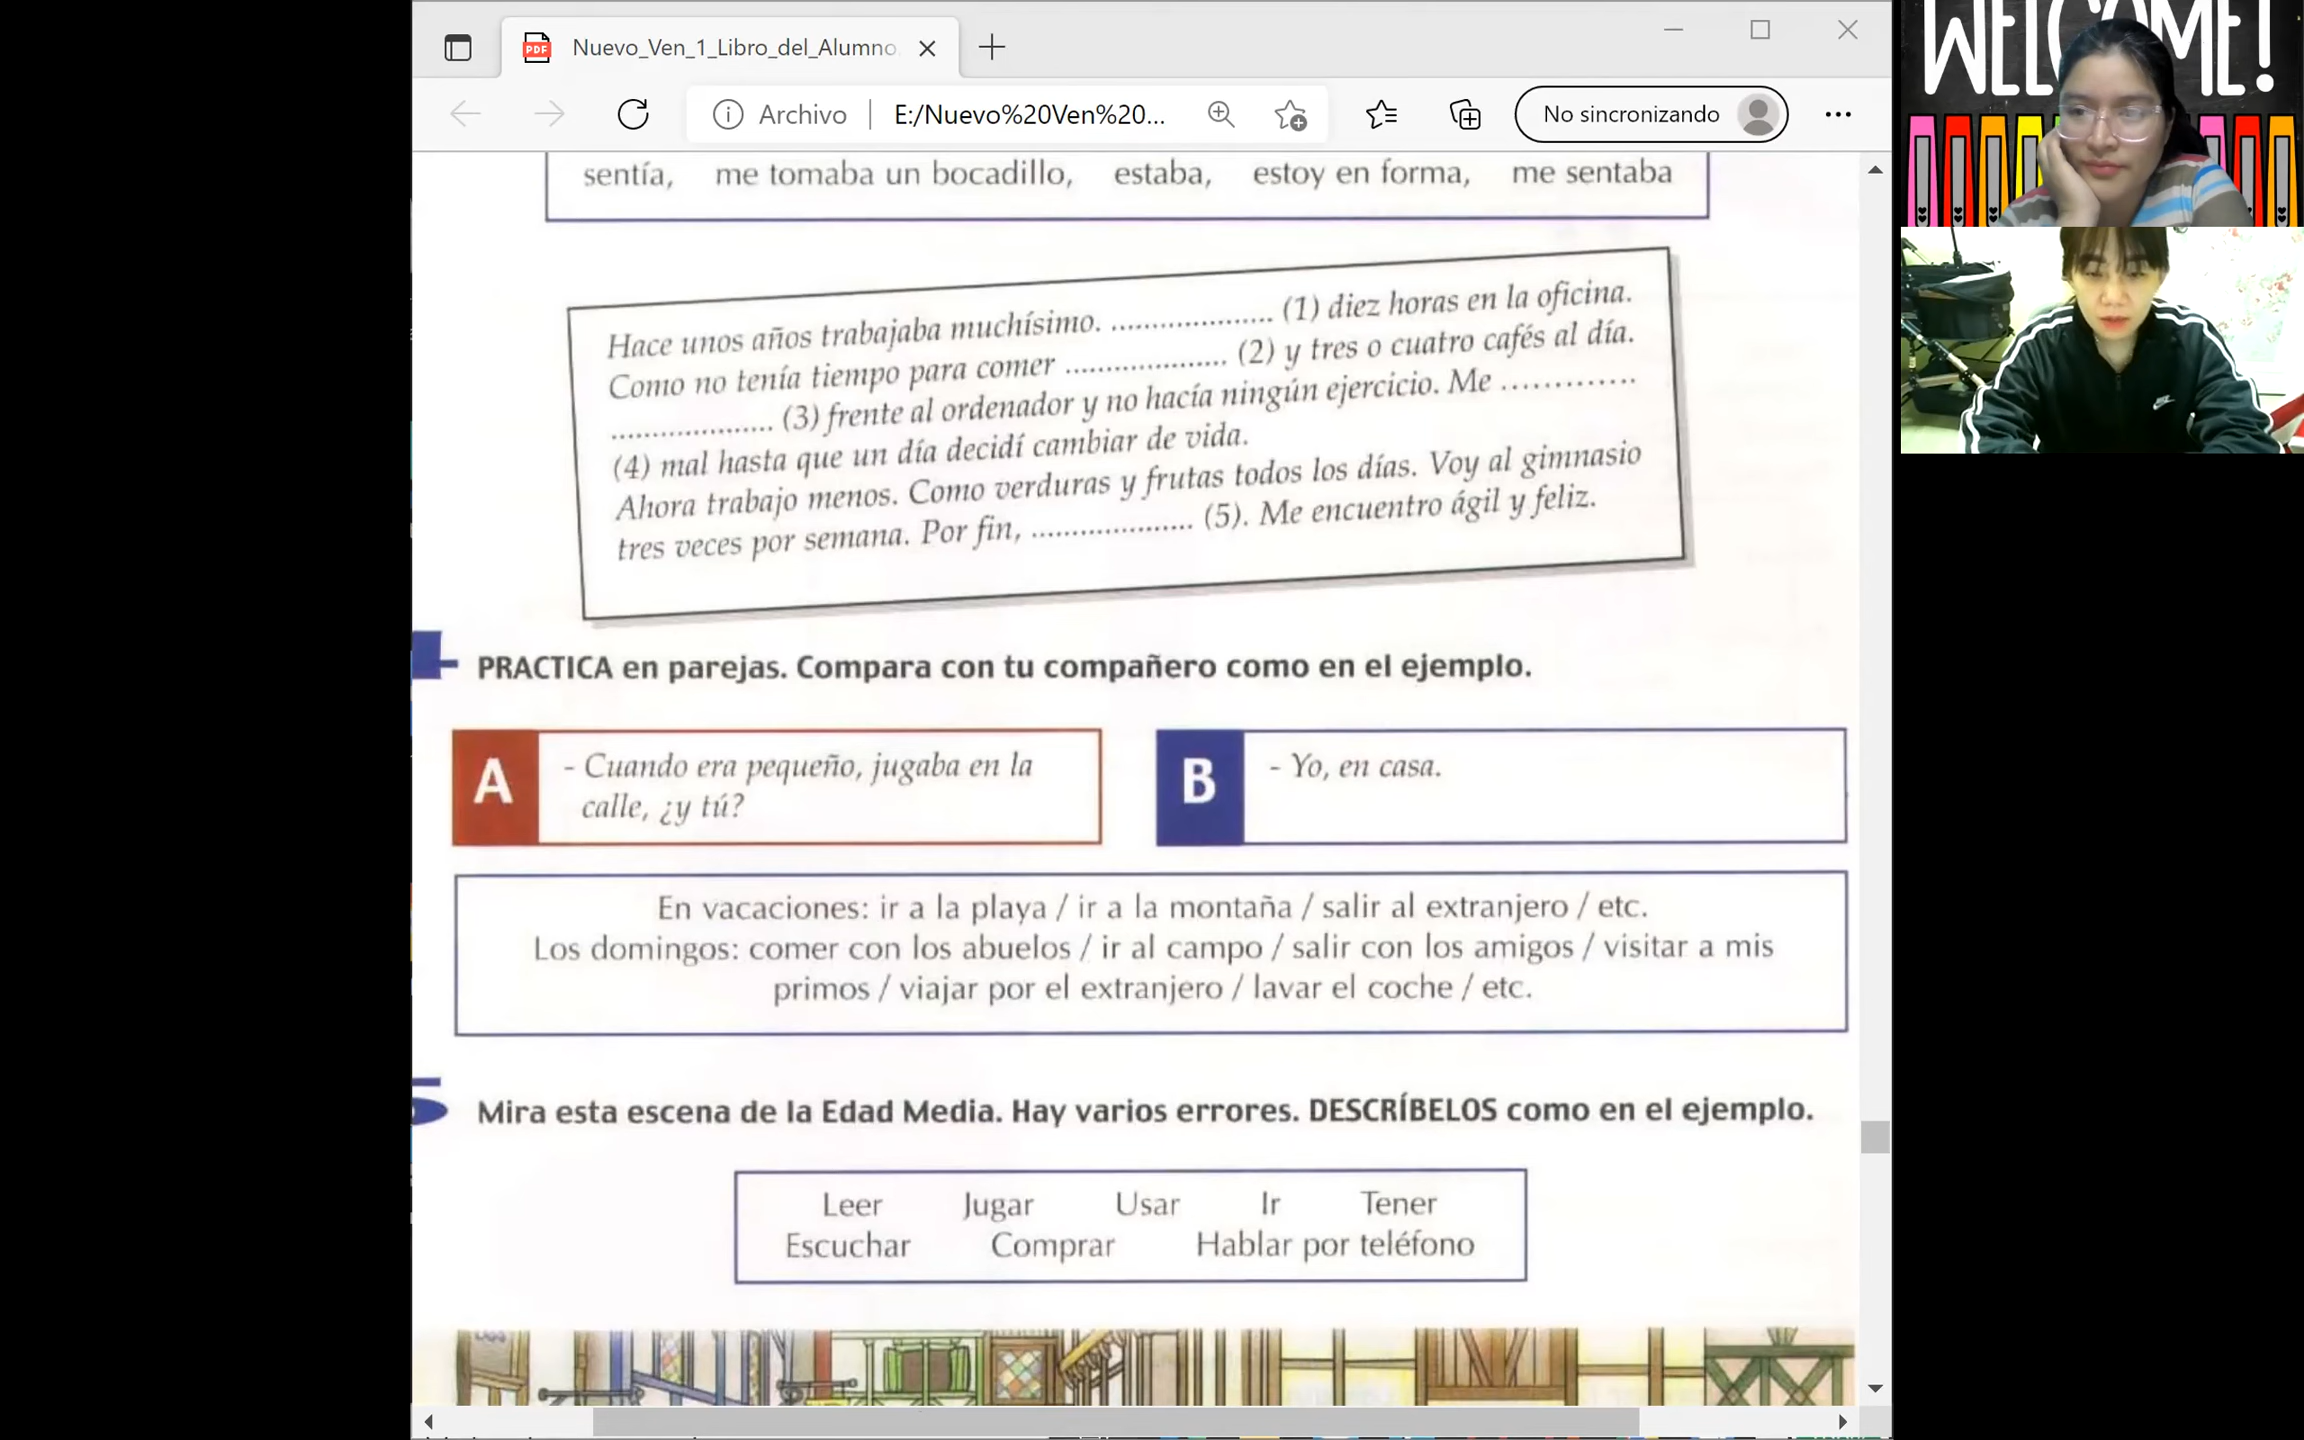 WELCOME!
Nuevo_Ven_1_Libro_del_Alumno
Archivo
E:/Nuevo%20Ven%20...
No sincronizando
sentía, me tomaba un bocadillo, estaba, estoy en forma, me sentaba
Hace unos años trabajaba muchísimo. .................... (1) diez horas en la oficina.
Como no tenía tiempo para comer .................... (2) y tres o cuatro cafés al día.
.................... (3) frente al ordenador y no hacía ningún ejercicio. Me .............
(4) mal hasta que un día decidí cambiar de vida.
Ahora trabajo menos. Como verduras y frutas todos los días. Voy al gimnasio
tres veces por semana. Por fin, .................... (5). Me encuentro ágil y feliz.
PRACTICA en parejas. Compara con tu compañero como en el ejemplo.
A
- Cuando era pequeño, jugaba en la
calle, ¿y tú?
B
- Yo, en casa.
En vacaciones: ir a la playa / ir a la montaña / salir al extranjero / etc.
Los domingos: comer con los abuelos / ir al campo / salir con los amigos / visitar a mis
primos / viajar por el extranjero / lavar el coche / etc.
Mira esta escena de la Edad Media. Hay varios errores. DESCRÍBELOS como en el ejemplo.
Leer Jugar Usar Ir Tener
Escuchar Comprar Hablar por teléfono